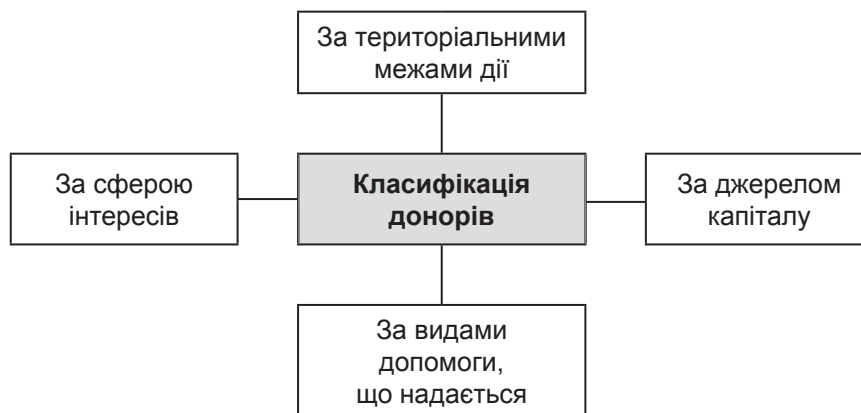 За територіальними
межами дії
За сферою
інтересів
Класифікація
донорів
За джерелом
капіталу
За видами
допомоги,
що надається